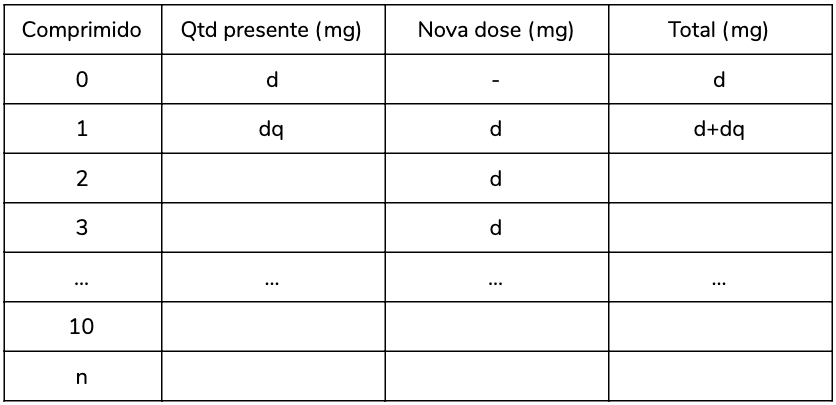 Comprimido Qtd presente (mg) Nova dose (mg) Total (mg)
0 d - d
1 dq d d+dq
2 d
3 d
... ... ... ...
10
n